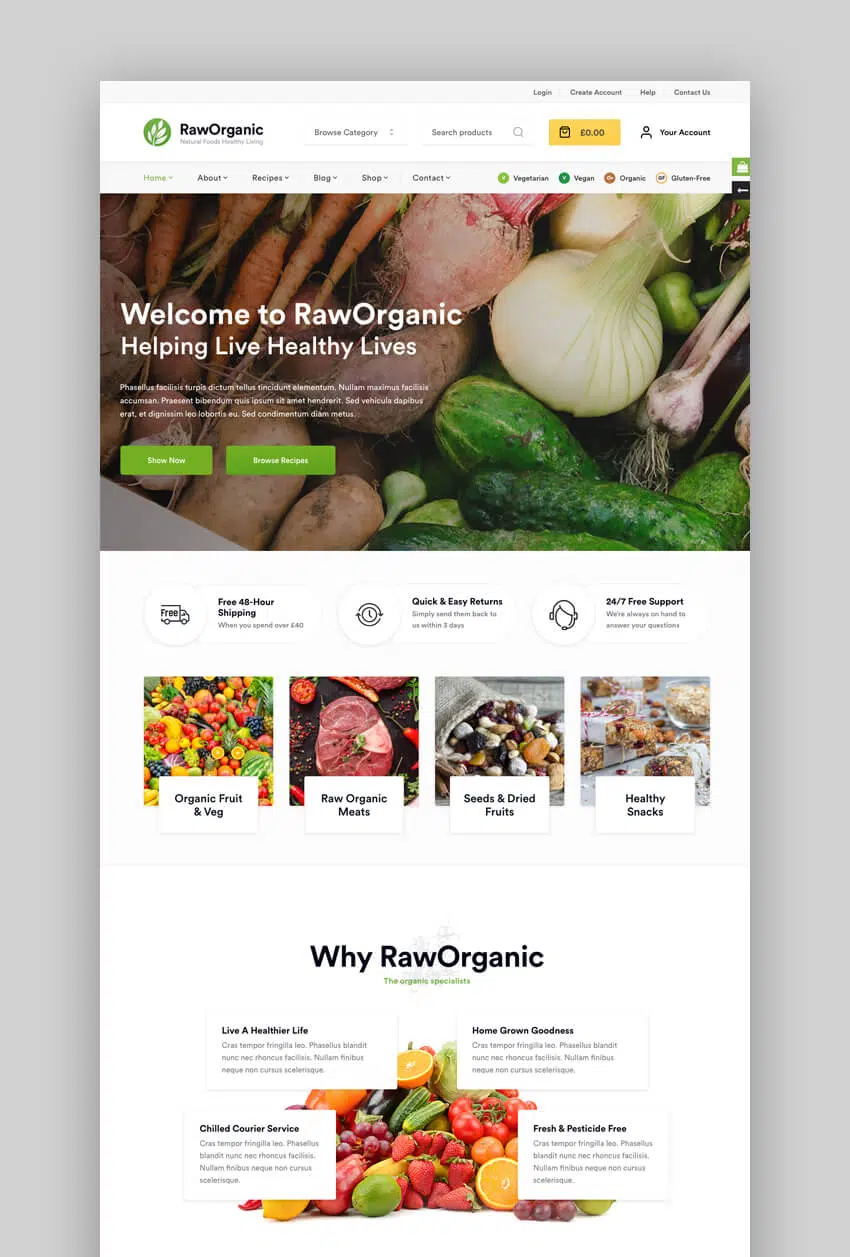 Login Create Account Help Contact Us
RawOrganic
Natural Foods Healthy Living
Browse Category Search products £0.00 Your Account
Home About Recipes Blog Shop Contact V Vegetarian V Vegan Or Organic GF Gluten-Free
Welcome to RawOrganic
Helping Live Healthy Lives
Phasellus facilisis turpis dictum tellus tincidunt elementum. Nullam maximus facilisis
accumsan. Praesent bibendum quis ipsum sit amet hendrerit. Sed vehicula dapibus
erat, et dignissim leo lobortis eu. Sed condimentum diam metus.
Show Now Browse Recipes
Free
Free 48-Hour
Shipping
When you spend over £40
Quick & Easy Returns
Simply send them back to
us within 3 days
24/7 Free Support
We're always on hand to
answer your questions
Organic Fruit
& Veg
Raw Organic
Meats
Seeds & Dried
Fruits
Healthy
Snacks
Why RawOrganic
The organic specialists
Live A Healthier Life
Cras tempor fringilla leo. Phasellus blandit
nunc nec rhoncus facilisis. Nullam finibus
neque non cursus scelerisque.
Home Grown Goodness
Cras tempor fringilla leo. Phasellus blandit
nunc nec rhoncus facilisis. Nullam finibus
neque non cursus scelerisque.
Chilled Courier Service
Cras tempor fringilla leo. Phasellus
blandit nunc nec rhoncus facilisis.
Nullam finibus neque non cursus
scelerisque.
Fresh & Pesticide Free
Cras tempor fringilla leo. Phasellus
blandit nunc nec rhoncus facilisis.
Nullam finibus neque non cursus
scelerisque.